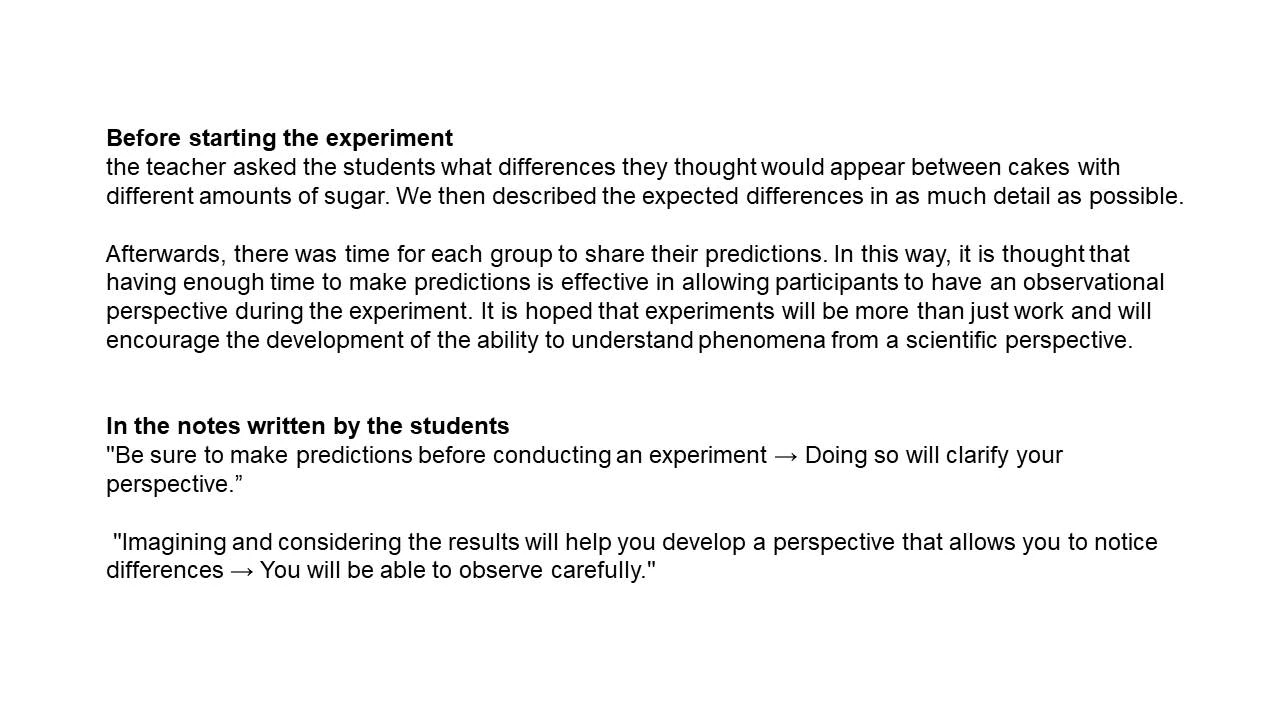 Before starting the experiment
the teacher asked the students what differences they thought would appear between cakes with
different amounts of sugar. We then described the expected differences in as much detail as possible.
Afterwards, there was time for each group to share their predictions. In this way, it is thought that
having enough time to make predictions is effective in allowing participants to have an observational
perspective during the experiment. It is hoped that experiments will be more than just work and will
encourage the development of the ability to understand phenomena from a scientific perspective.
In the notes written by the students
"Be sure to make predictions before conducting an experiment → Doing so will clarify your
perspective.”
"Imagining and considering the results will help you develop a perspective that allows you to notice
differences → You will be able to observe carefully."